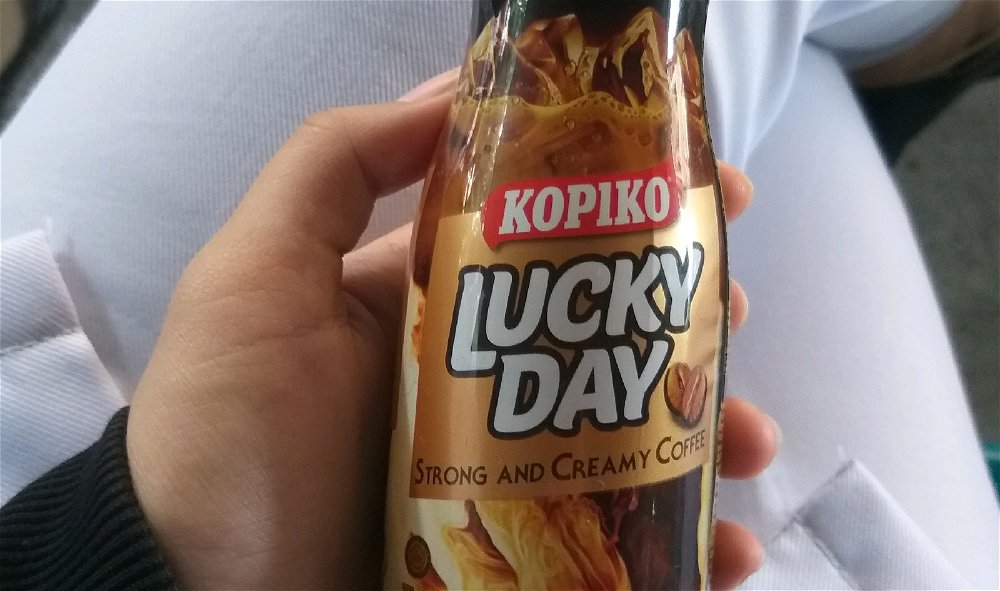 KOPIKO
LUCKY
DAY
STRONG AND CREAMY COFFEE